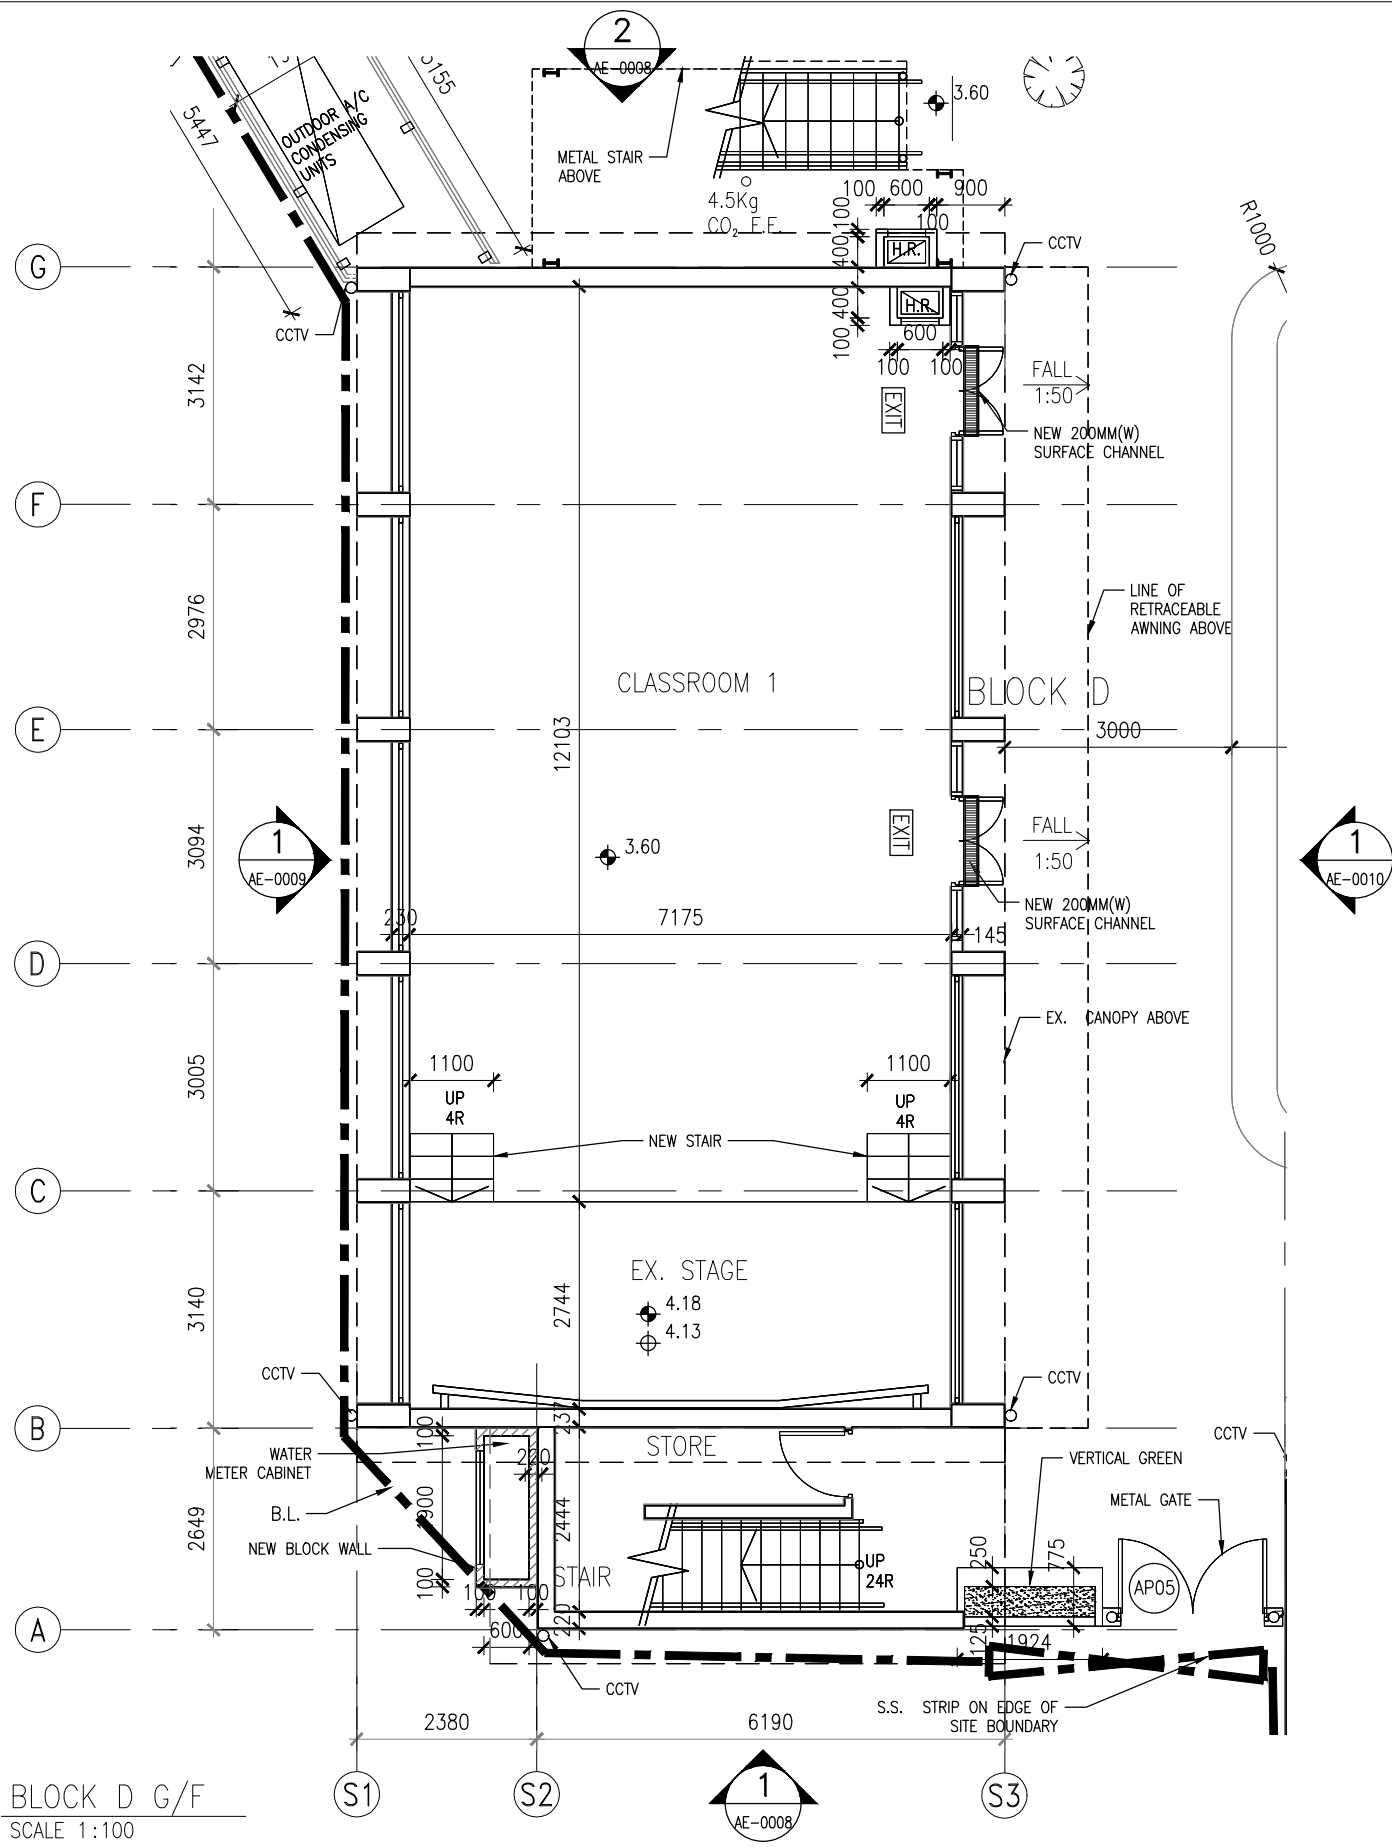 2
AE-0008
5155
5447
OUTDOOR A/C
CONDENSING
UNITS
METAL STAIR
ABOVE
3.60
4.5Kg
CO2 F.E.
100 600 900
100
100
400
400
100
H.R.
H.R.
600
100 100
CCTV
CCTV
R1000
G
3142
EXIT
FALL
1:50
NEW 200MM(W)
SURFACE CHANNEL
F
2976
LINE OF
RETRACEABLE
AWNING ABOVE
CLASSROOM 1
BLOCK D
E
3000
12103
3094
EXIT
FALL
1:50
3.60
1
AE-0009
1
AE-0010
NEW 200MM(W)
SURFACE CHANNEL
230
7175
145
D
EX. CANOPY ABOVE
3005
1100
1100
UP
4R
UP
4R
NEW STAIR
C
3140
EX. STAGE
4.18
4.13
2744
CCTV
CCTV
B
237
100
STORE
CCTV
WATER
METER CABINET
220
VERTICAL GREEN
B.L.
METAL GATE
1900
2444
2649
NEW BLOCK WALL
250
775
STAIR
UP
24R
AP05
100
100 100
220
A
600
125
1924
CCTV
S.S. STRIP ON EDGE OF
SITE BOUNDARY
2380
6190
S1
S2
S3
1
AE-0008
BLOCK D G/F
SCALE 1:100